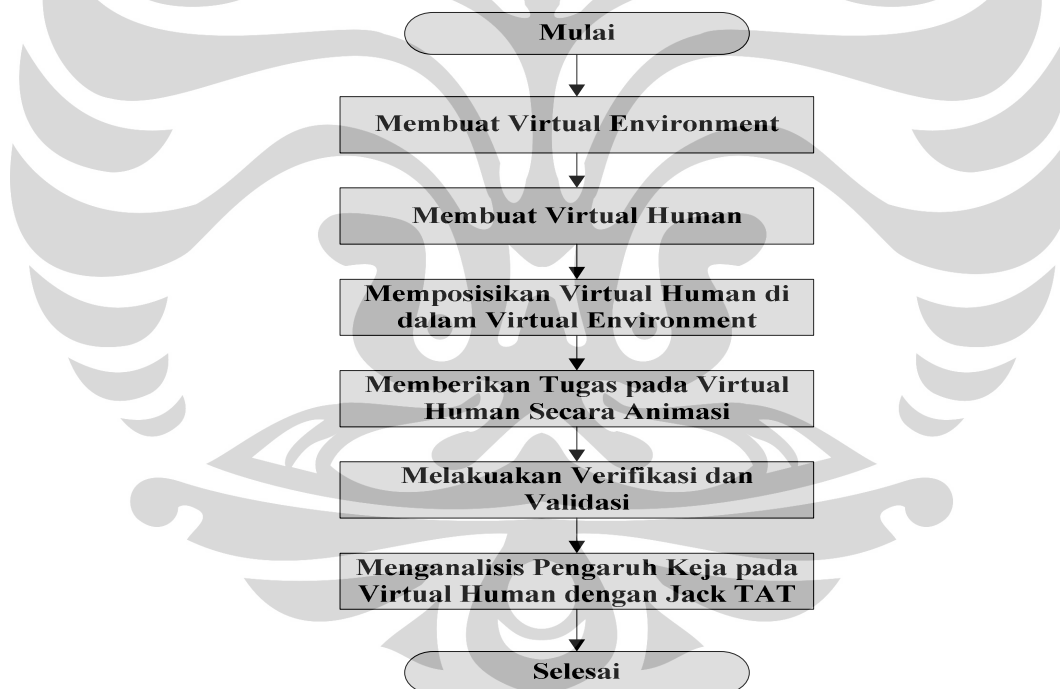 Mulai
Membuat Virtual Environment
Membuat Virtual Human
Memposisikan Virtual Human di
dalam Virtual Environment
Memberikan Tugas pada Virtual
Human Secara Animasi
Melakuakan Verifikasi dan
Validasi
Menganalisis Pengaruh Keja pada
Virtual Human dengan Jack TAT
Selesai